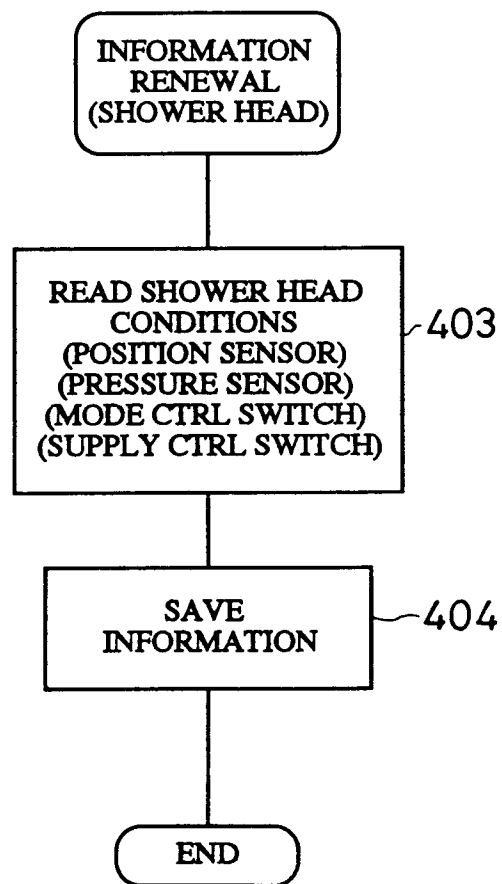 INFORMATION
RENEWAL
(SHOWER HEAD)
READ SHOWER HEAD
CONDITIONS
(POSITION SENSOR)
(PRESSURE SENSOR)
(MODE CTRL SWITCH)
(SUPPLY CTRL SWITCH)
403
SAVE
INFORMATION
404
END